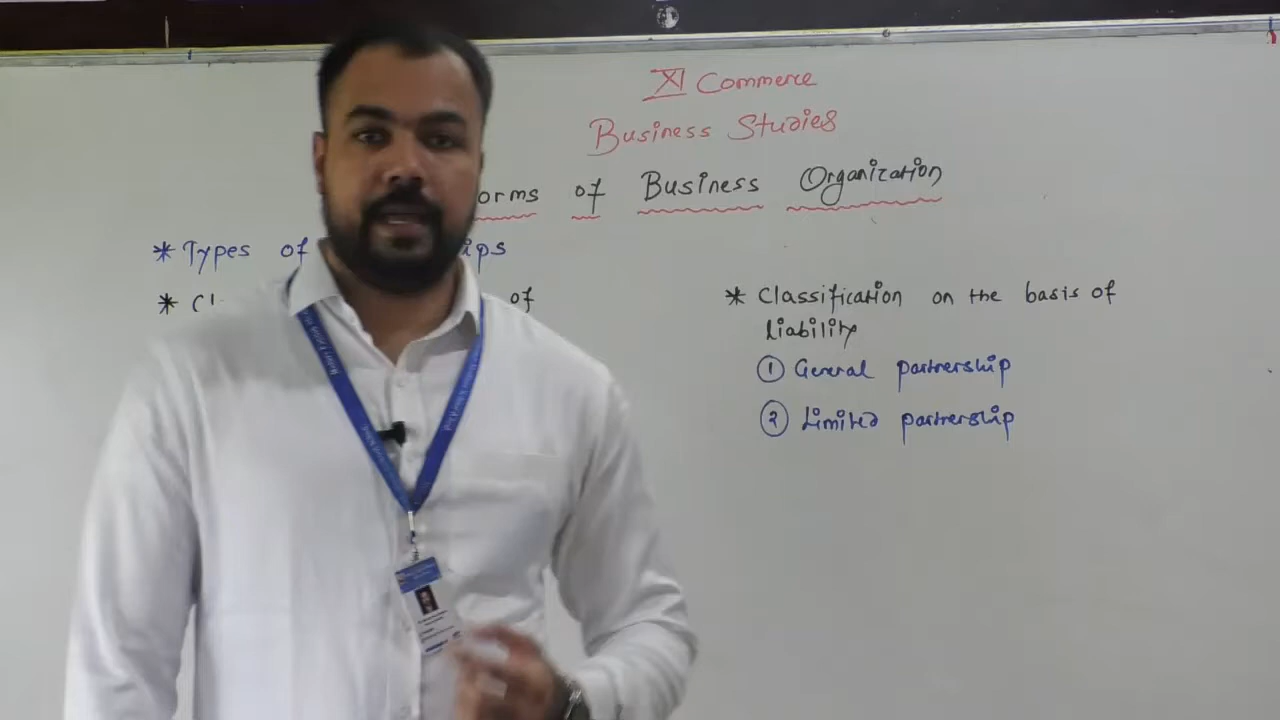 XI Commerce
Business Studies
orms of Business Organization
* Types of ips
* Cl of
* Classification on the basis of
liability
① General partnership
② Limited partnership